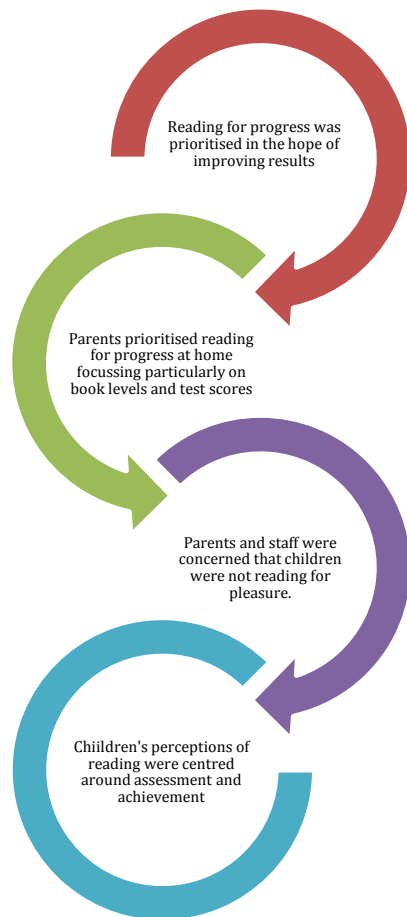 Reading for progress was
prioritised in the hope of
improving results
Parents prioritised reading
for progress at home
focussing particularly on
book levels and test scores
Parents and staff were
concerned that children
were not reading for
pleasure.
Chiildren's perceptions of
reading were centred
around assessment and
achievement